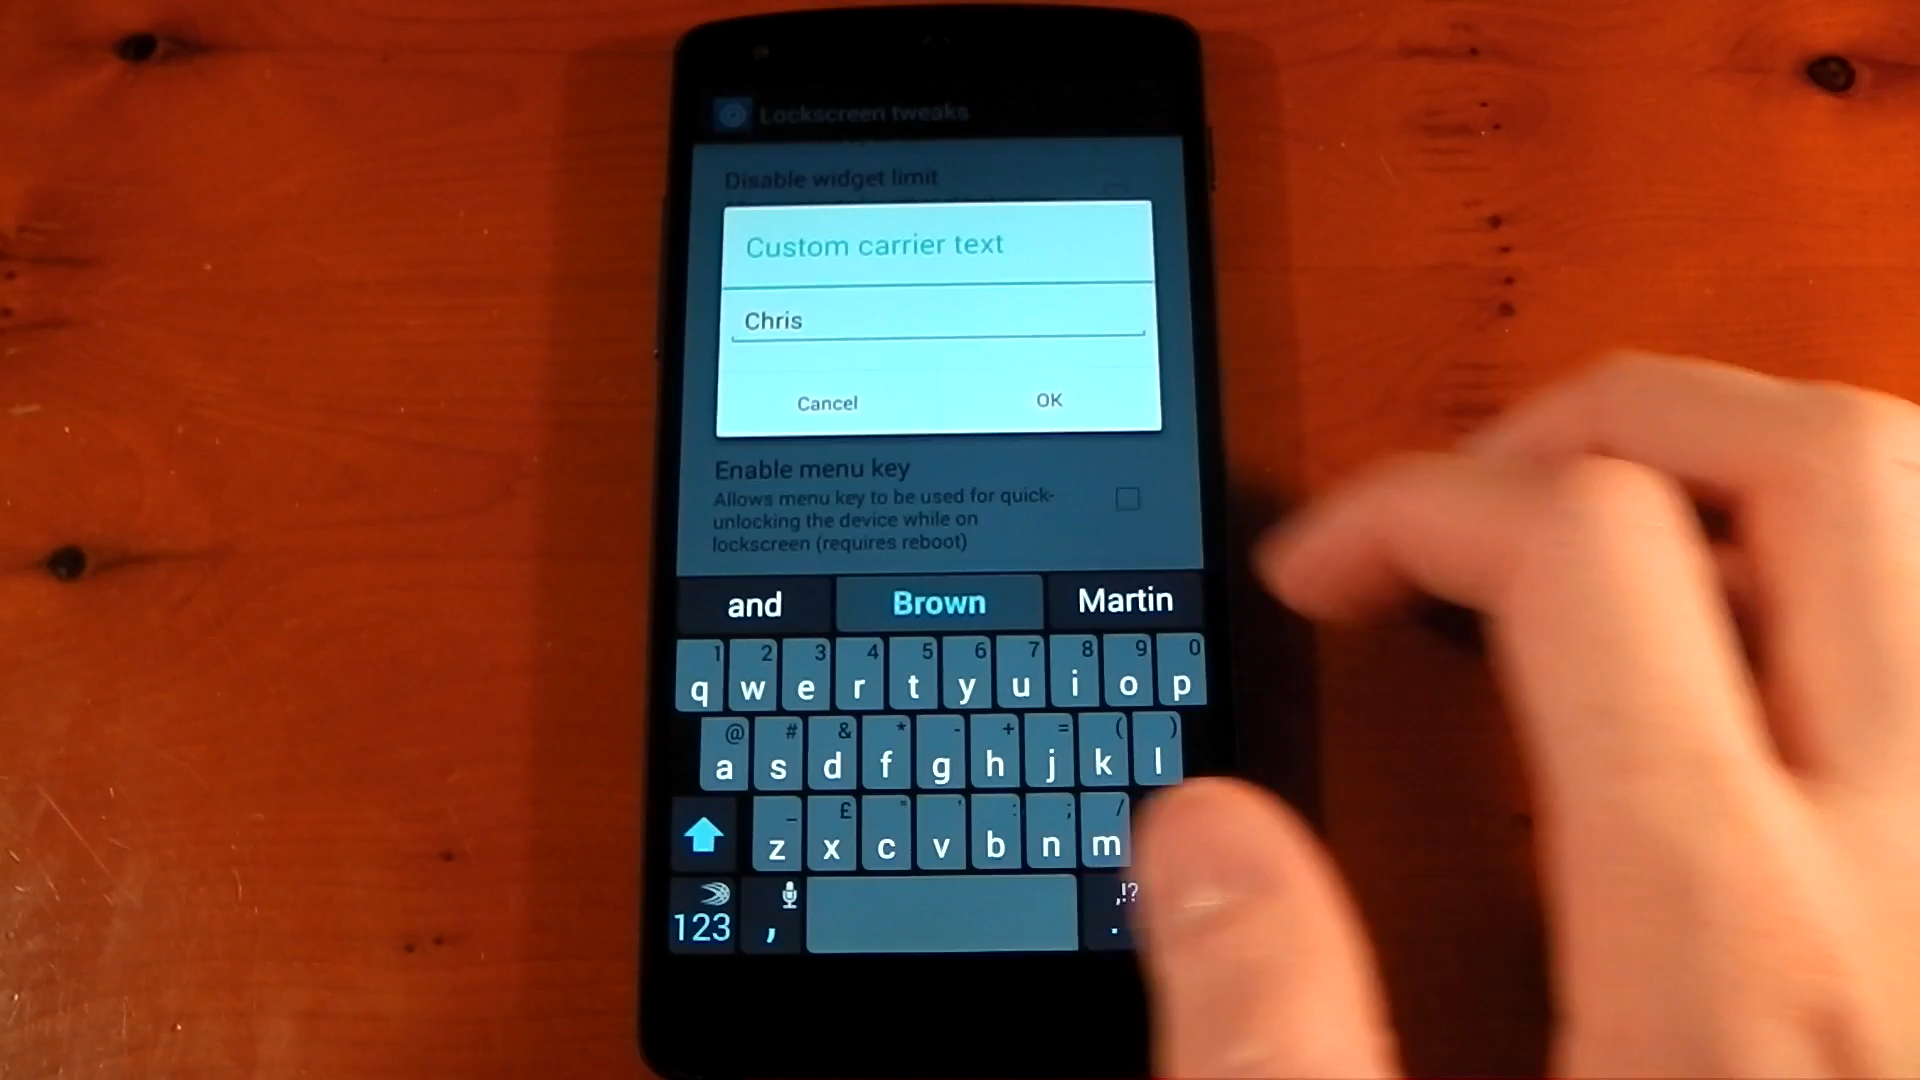 Lockscreen tweaks
Disable widget limit
Custom carrier text
Chris
Cancel OK
Enable menu key
Allows menu key to be used for quick-
unlocking the device while on
lockscreen (requires reboot)
and Brown Martin
1 2 3 4 5 6 7 8 9 0
q w e r t y u i o p
@ # & * - + = ( )
a s d f g h j k l
_ £ " ' : ; /
z x c v b n m
,!?
123 , .